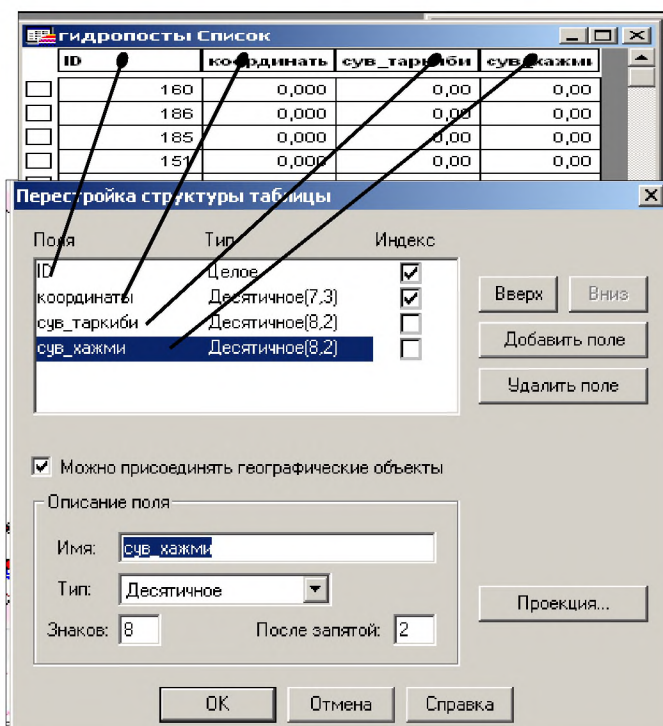 гидропосты Список
ID координать сув_таркиби сув_хажми
160 0,000 0,00 0,00
186 0,000 0,00 0,00
185 0,000 0,00 0,00
151 0,000 0,00 0,00
Перестройка структуры таблицы
Поля Тип Индекс
ID Целое
координаты Десятичное(7,3)
сув_таркиби Десятичное(8,2)
сув_хажми Десятичное(8,2)
Вверх Вниз
Добавить поле
Удалить поле
Можно присоединять географические объекты
Описание поля
Имя: сув_хажми
Тип: Десятичное
Знаков: 8 После запятой: 2
Проекция...
OK Отмена Справка